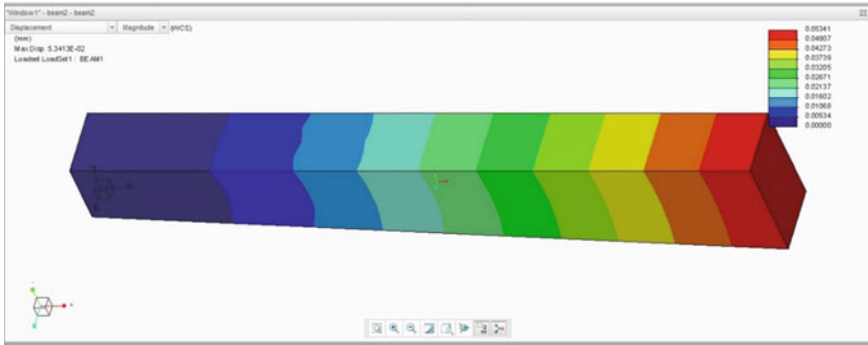 "Window1" - beam2 - beam2
Displacement Magnitude (WCS)
(mm)
Max Disp 5.3413E-02
Loadset:LoadSet1 : BEAM1
0.05341
0.04807
0.04273
0.03739
0.03205
0.02671
0.02137
0.01602
0.01068
0.00534
0.00000